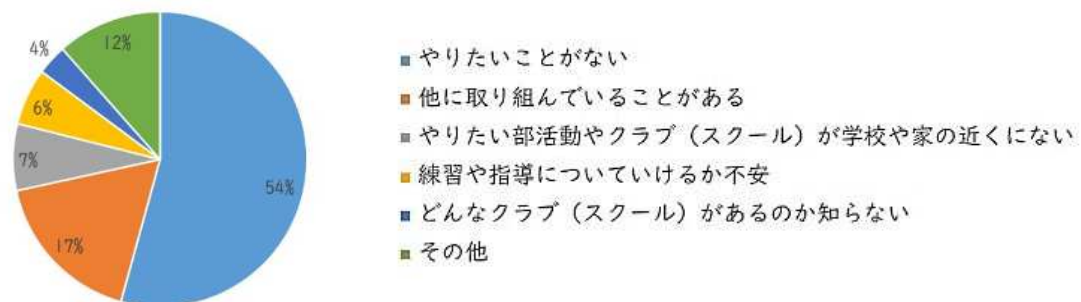 12%
4%
6%
7%
17%
54%
やりたいことがない
他に取り組んでいることがある
やりたい部活動やクラブ（スクール）が学校や家の近くにない
練習や指導についていけるか不安
どんなクラブ（スクール）があるのか知らない
その他